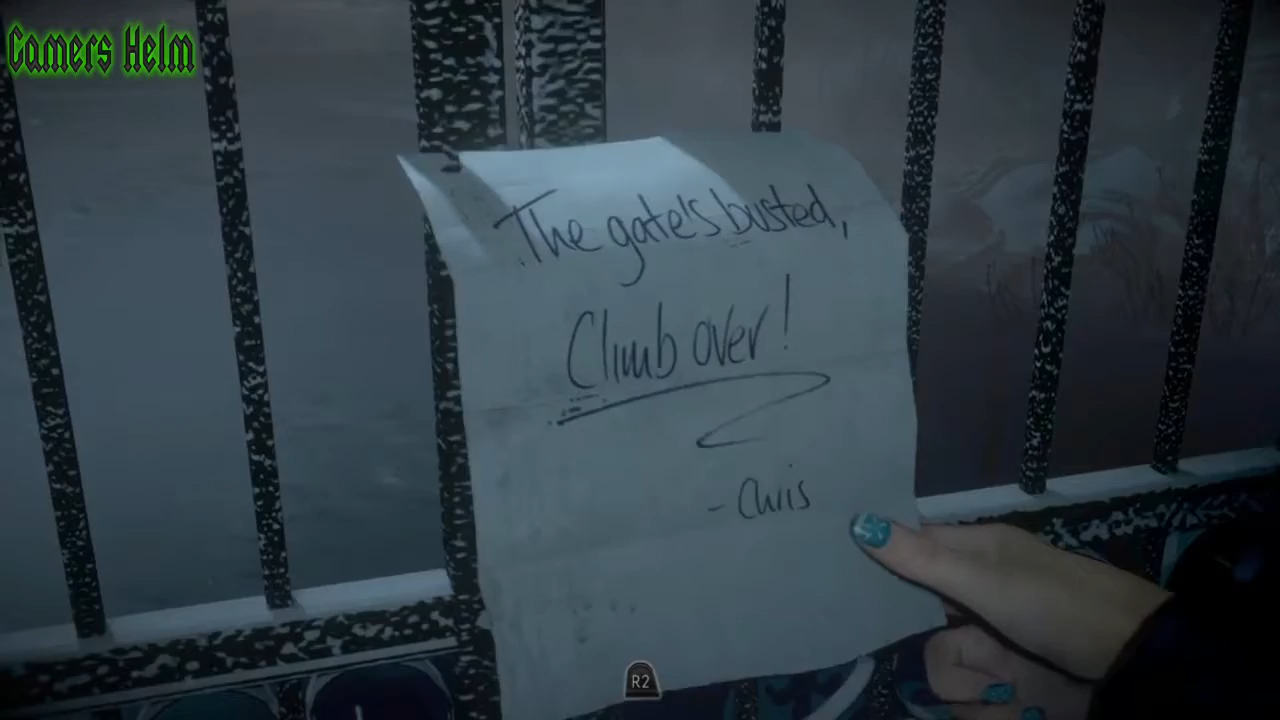 Gamers Helm
The gate's busted,
Climb over!
- Chris
R2